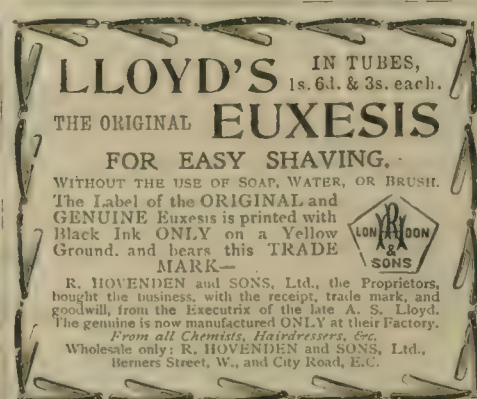 LLOYD'S IN TUBES,
1s. 6d. & 3s. each.
THE ORIGINAL EUXESIS
FOR EASY SHAVING.
WITHOUT THE USE OF SOAP, WATER, OR BRUSH.
The Label of the ORIGINAL and
GENUINE Euxesis is printed with
Black Ink ONLY on a Yellow
Ground, and bears this TRADE
MARK—
RH
LONDON
& SONS
R. HOVENDEN and SONS, Ltd., the Proprietors,
bought the business, with the receipt, trade mark, and
goodwill, from the Executrix of the late A. S. Lloyd.
The genuine is now manufactured ONLY at their Factory.
From all Chemists, Hairdressers, &c.
Wholesale only: R. HOVENDEN and SONS, Ltd.,
Berners Street, W., and City Road, E.C.